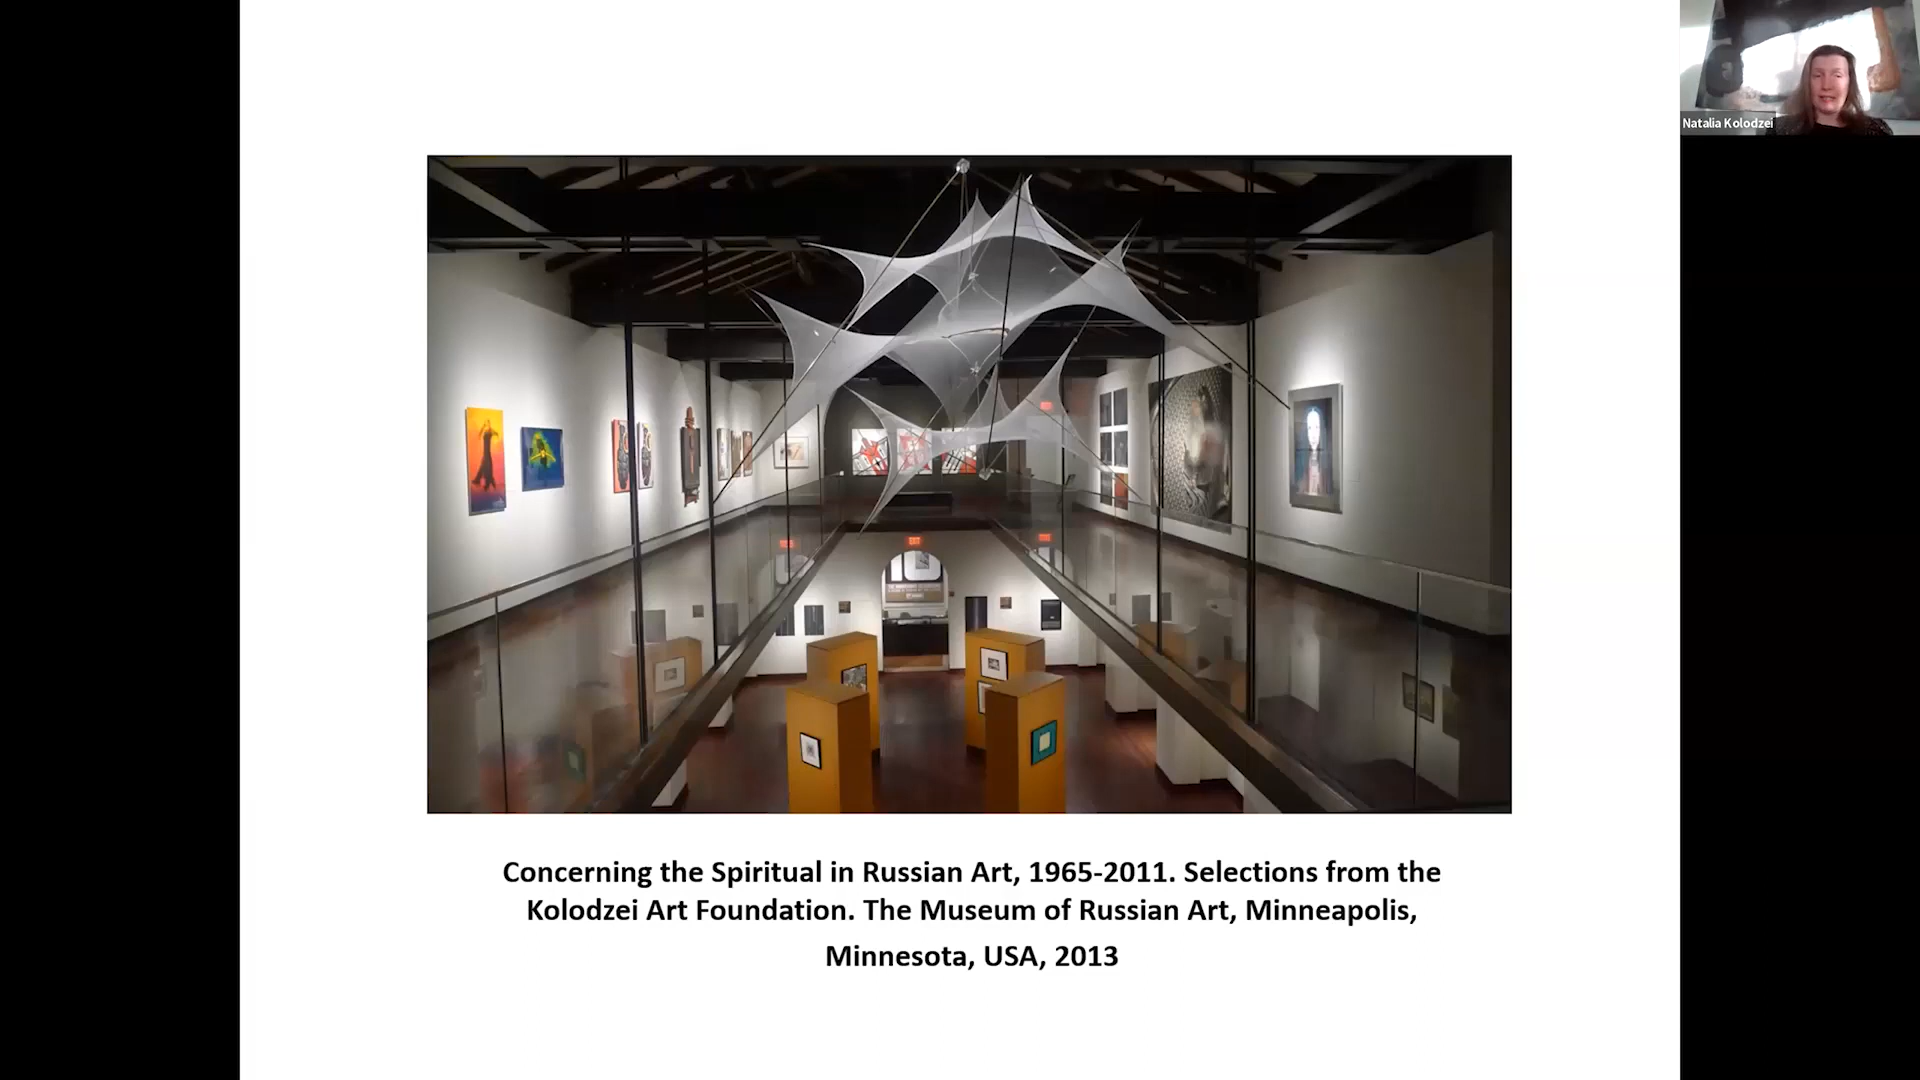 Natalia Kolodzei
EXIT
Concerning the Spiritual in Russian Art, 1965-2011. Selections from the
Kolodzei Art Foundation. The Museum of Russian Art, Minneapolis,
Minnesota, USA, 2013